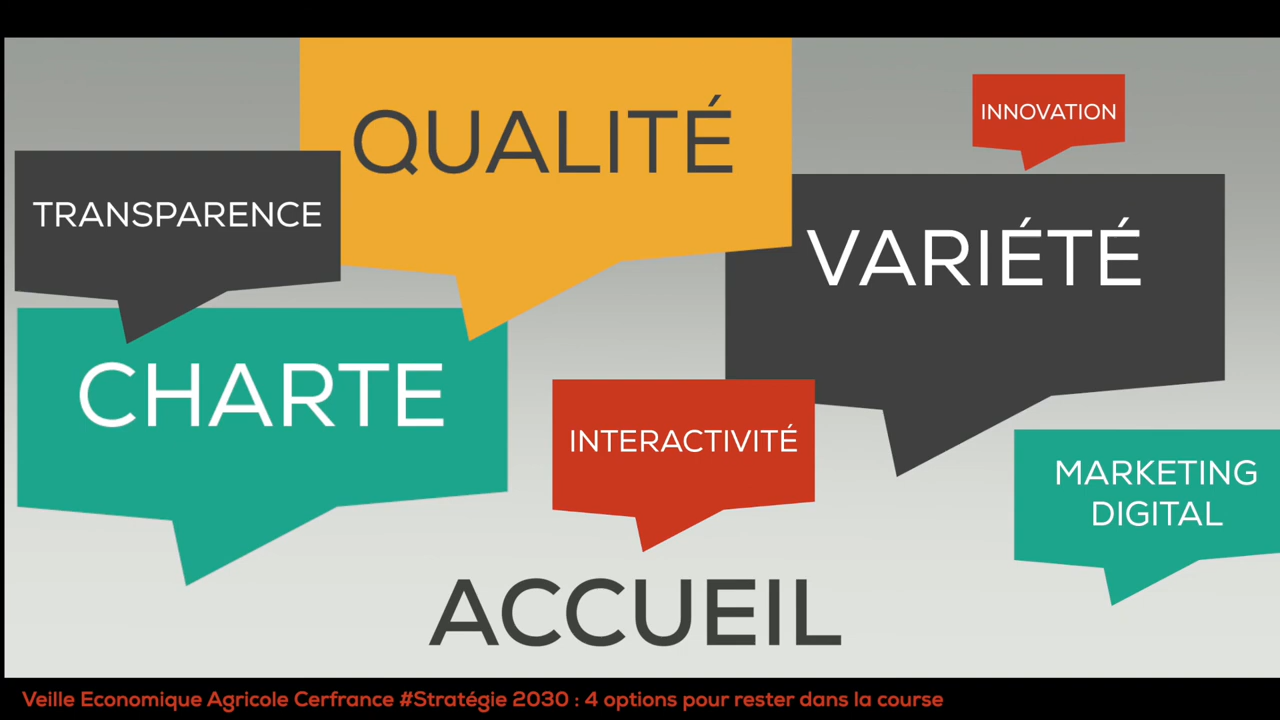 INNOVATION
QUALITÉ
TRANSPARENCE
VARIÉTÉ
CHARTE
INTERACTIVITÉ
MARKETING
DIGITAL
ACCUEIL
Veille Economique Agricole Cerfrance #Stratégie 2030 : 4 options pour rester dans la course